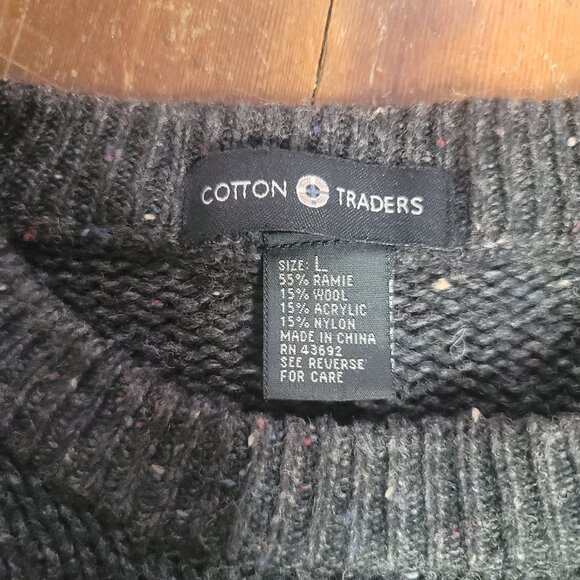 COTTON TRADERS
SIZE: L
55% RAMIE
15% WOOL
15% ACRYLIC
15% NYLON
MADE IN CHINA
RN 43692
SEE REVERSE
FOR CARE